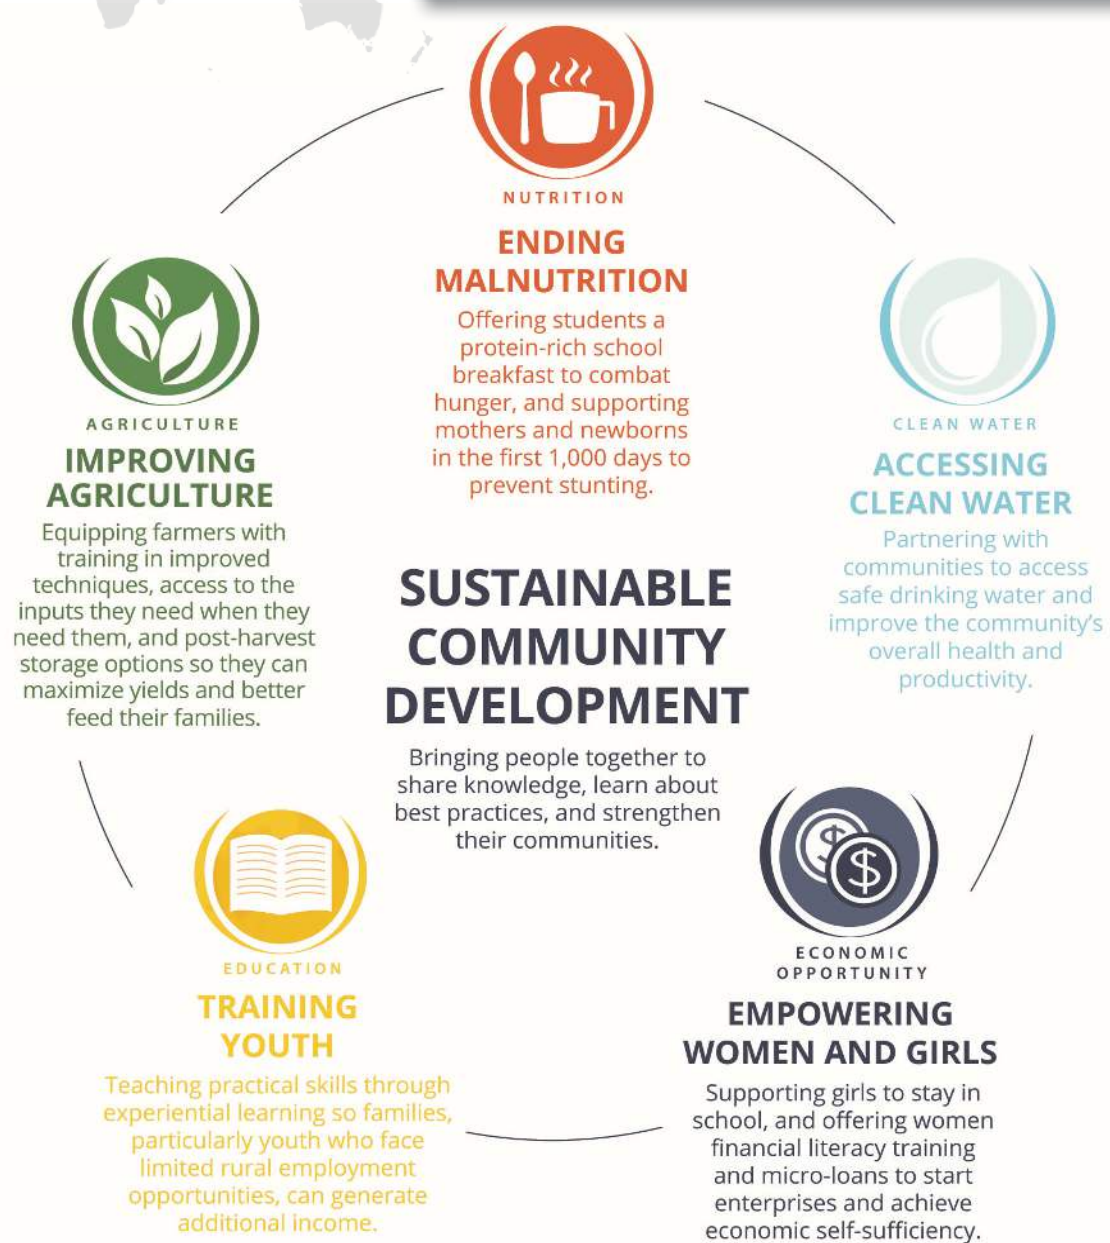 NUTRITION
ENDING
MALNUTRITION
Offering students a
protein-rich school
breakfast to combat
hunger, and supporting
mothers and newborns
in the first 1,000 days to
prevent stunting.
AGRICULTURE
IMPROVING
AGRICULTURE
Equipping farmers with
training in improved
techniques, access to the
inputs they need when they
need them, and post-harvest
storage options so they can
maximize yields and better
feed their families.
CLEAN WATER
ACCESSING
CLEAN WATER
Partnering with
communities to access
safe drinking water and
improve the community's
overall health and
productivity.
SUSTAINABLE
COMMUNITY
DEVELOPMENT
Bringing people together to
share knowledge, learn about
best practices, and strengthen
their communities.
EDUCATION
TRAINING
YOUTH
Teaching practical skills through
experiential learning so families,
particularly youth who face
limited rural employment
opportunities, can generate
additional income.
$
$
ECONOMIC
OPPORTUNITY
EMPOWERING
WOMEN AND GIRLS
Supporting girls to stay in
school, and offering women
financial literacy training
and micro-loans to start
enterprises and achieve
economic self-sufficiency.